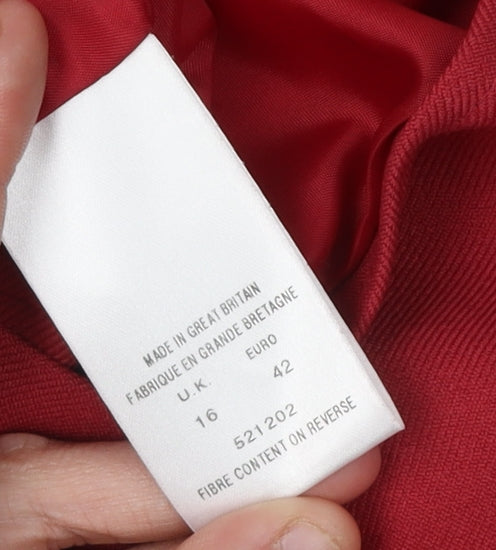 MADE IN GREAT BRITAIN
FABRIQUE EN GRANDE BRETAGNE
U.K. EURO
16 42
521202
FIBRE CONTENT ON REVERSE